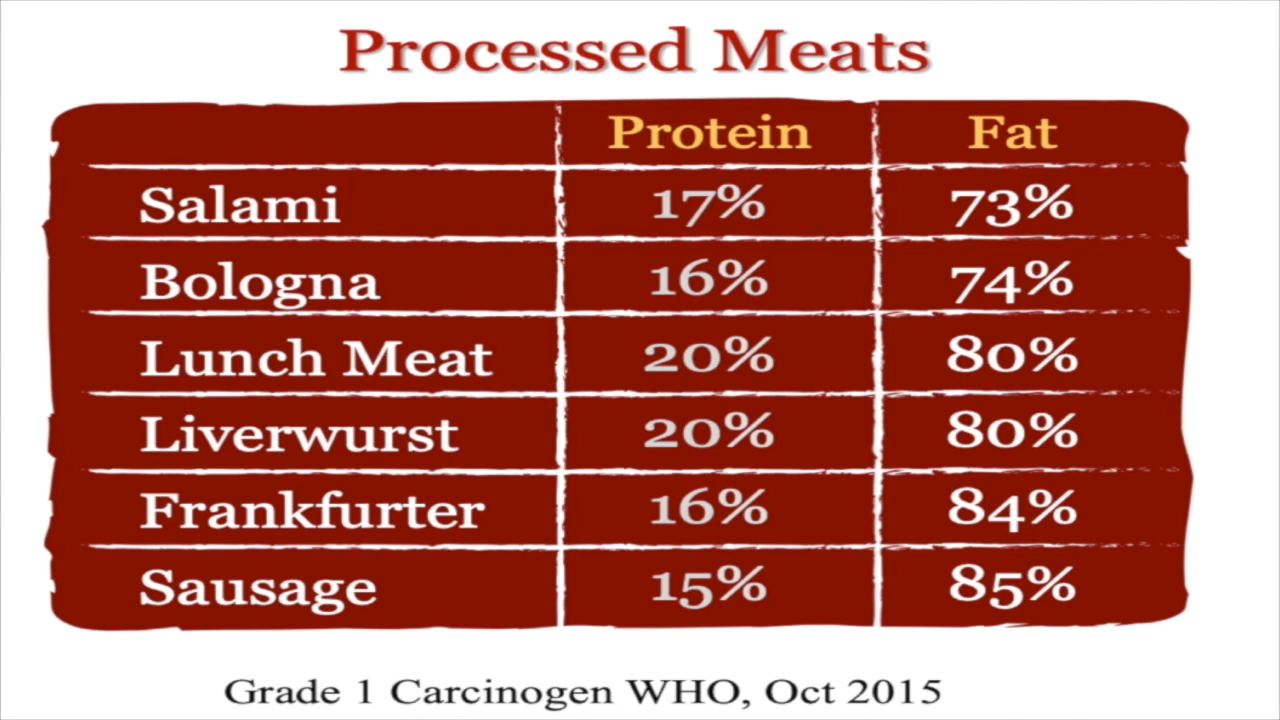 Processed Meats
Protein Fat
Salami 17% 73%
Bologna 16% 74%
Lunch Meat 20% 80%
Liverwurst 20% 80%
Frankfurter 16% 84%
Sausage 15% 85%
Grade 1 Carcinogen WHO, Oct 2015